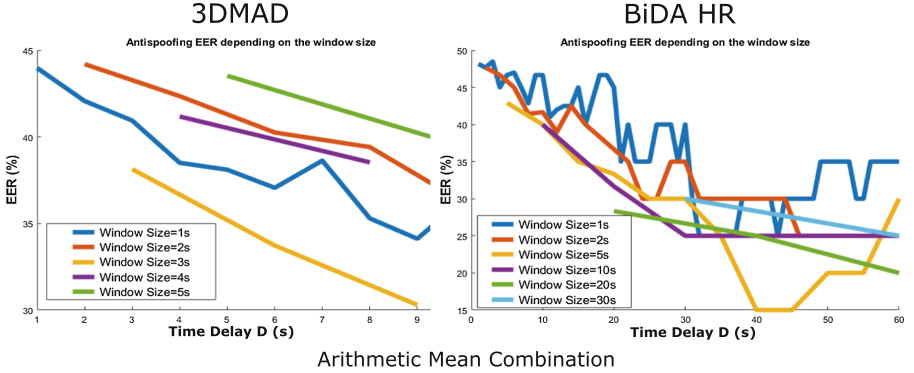 3DMAD
Antispoofing EER depending on the window size
EER (%)
45
40
35
30
Window Size=1s
Window Size=2s
Window Size=3s
Window Size=4s
Window Size=5s
1 2 3 4 5 6 7 8 9
Time Delay D (s)
BiDA HR
Antispoofing EER depending on the window size
EER (%)
50
45
40
35
30
25
20
15
Window Size=1s
Window Size=2s
Window Size=5s
Window Size=10s
Window Size=20s
Window Size=30s
0 10 20 30 40 50 60
Time Delay D (s)
Arithmetic Mean Combination